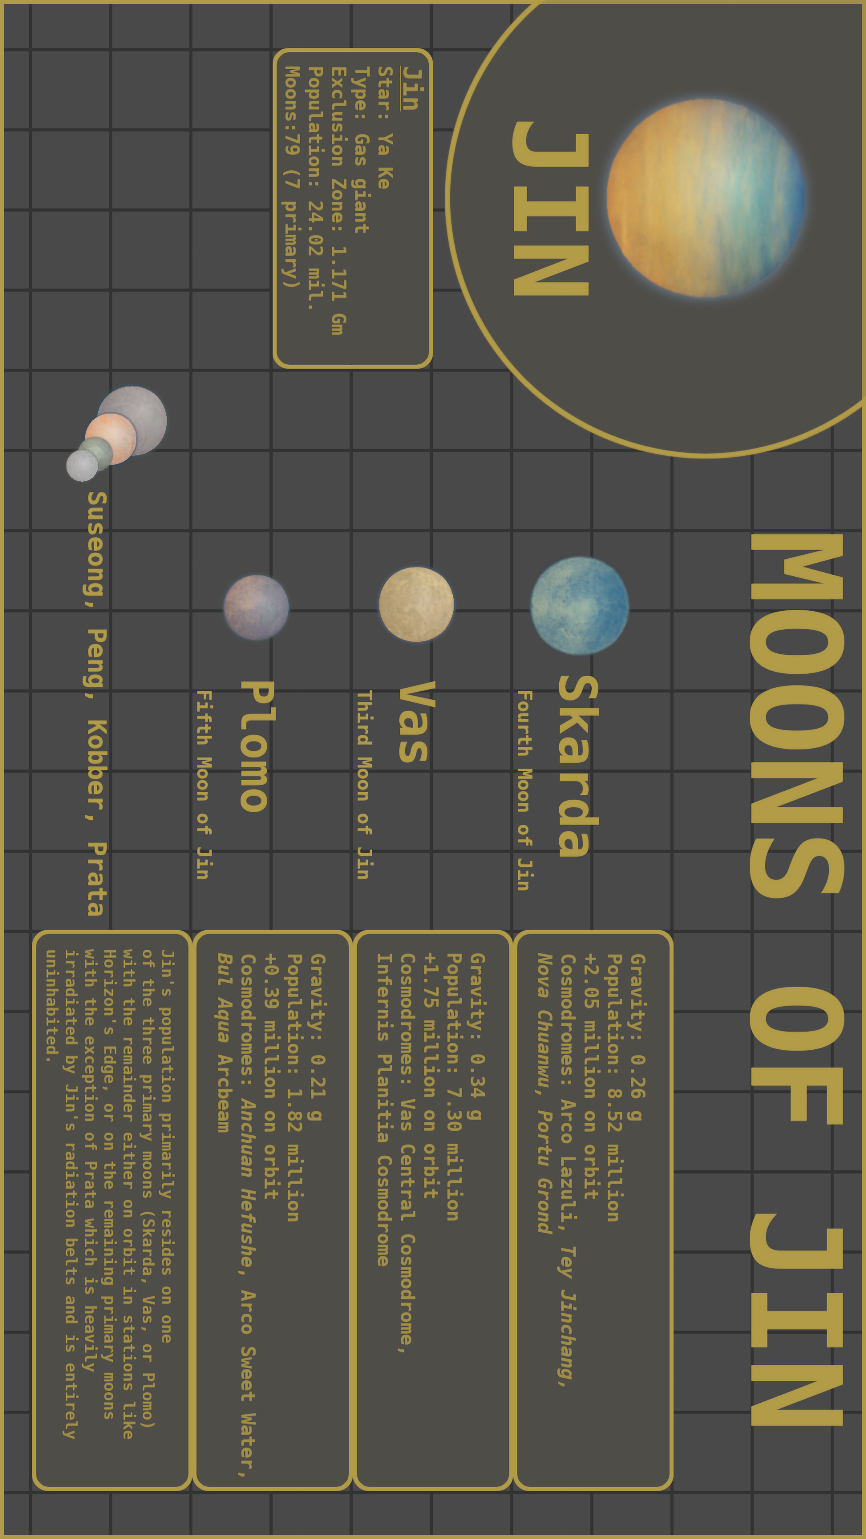 MOONS OF JIN
JIN
Jin
Star: Ya Ke
Type: Gas giant
Exclusion Zone: 1.171 Gm
Population: 24.02 mil.
Moons:79 (7 primary)
Skarda
Fourth Moon of Jin
Gravity: 0.26 g
Population: 8.52 million
+2.05 million on orbit
Cosmodromes: Arco Lazuli, Tey Jinchang,
Nova Chuanwu, Portu Grond
Vas
Third Moon of Jin
Gravity: 0.34 g
Population: 7.30 million
+1.75 million on orbit
Cosmodromes: Vas Central Cosmodrome,
Infernis Planitia Cosmodrome
Plomo
Fifth Moon of Jin
Gravity: 0.21 g
Population: 1.82 million
+0.39 million on orbit
Cosmodromes: Anchuan Hefushe, Arco Sweet Water,
Bul Aqua Arcbeam
Suseong, Peng, Kobber, Prata
Jin's population primarily resides on one
of the three primary moons (Skarda, Vas, or Plomo)
with the remainder either on orbit in stations like
Horizon's Edge, or on the remaining primary moons
with the exception of Prata which is heavily
irradiated by Jin's radiation belts and is entirely
uninhabited.